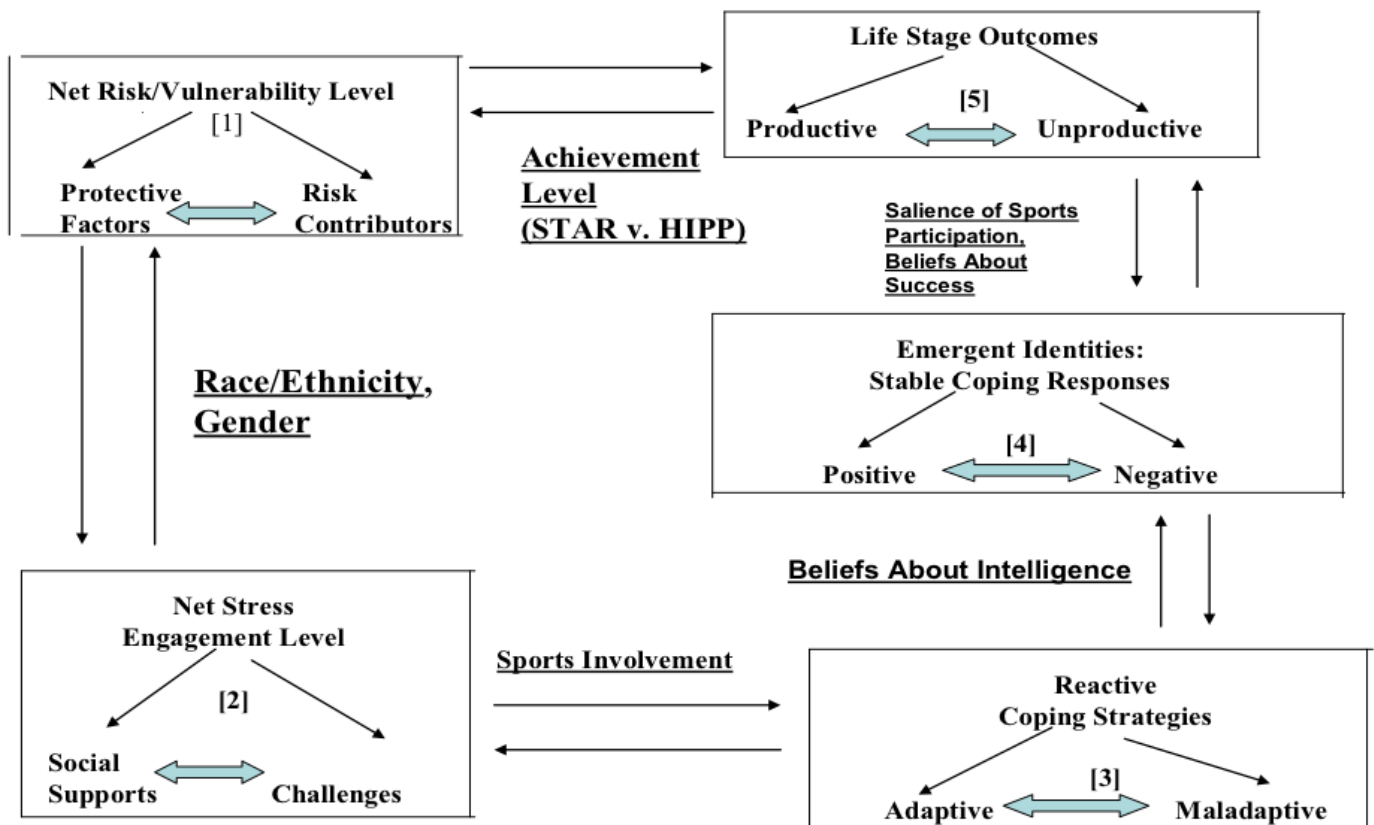 Net Risk/Vulnerability Level
[1]
Protective
Factors
Risk
Contributors
Achievement
Level
(STAR v. HIPP)
Life Stage Outcomes
[5]
Productive
Unproductive
Salience of Sports
Participation,
Beliefs About
Success
Race/Ethnicity,
Gender
Emergent Identities:
Stable Coping Responses
[4]
Positive
Negative
Beliefs About Intelligence
Net Stress
Engagement Level
[2]
Social
Supports
Challenges
Sports Involvement
Reactive
Coping Strategies
[3]
Adaptive
Maladaptive